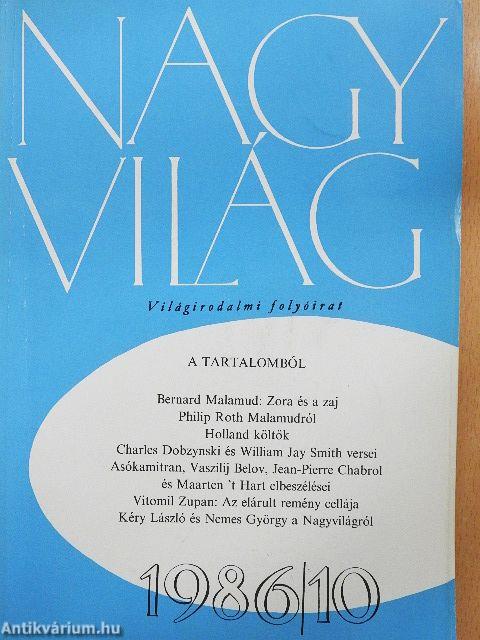 NAGY
VILÁG
Világirodalmi folyóirat
A TARTALOMBÓL
Bernard Malamud: Zora és a zaj
Philip Roth Malamudról
Holland költők
Charles Dobzynski és William Jay Smith versei
Asókamitran, Vaszilij Belov, Jean-Pierre Chabrol
és Maarten 't Hart elbeszélései
Vitomil Zupan: Az elárult remény cellája
Kéry László és Nemes György a Nagyvilágról
1986/10
Antikvárium.hu